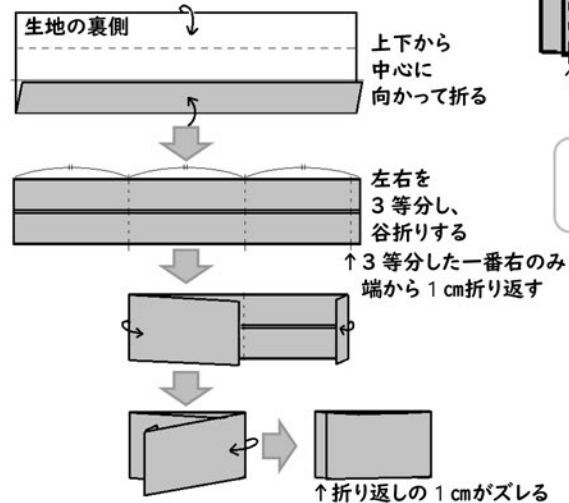 生地の裏側
上下から
中心に
向かって折る
左右を
3 等分し、
谷折りする
↑3 等分した一番右のみ
端から 1 ㎝折り返す
↑折り返しの 1 ㎝がズレる